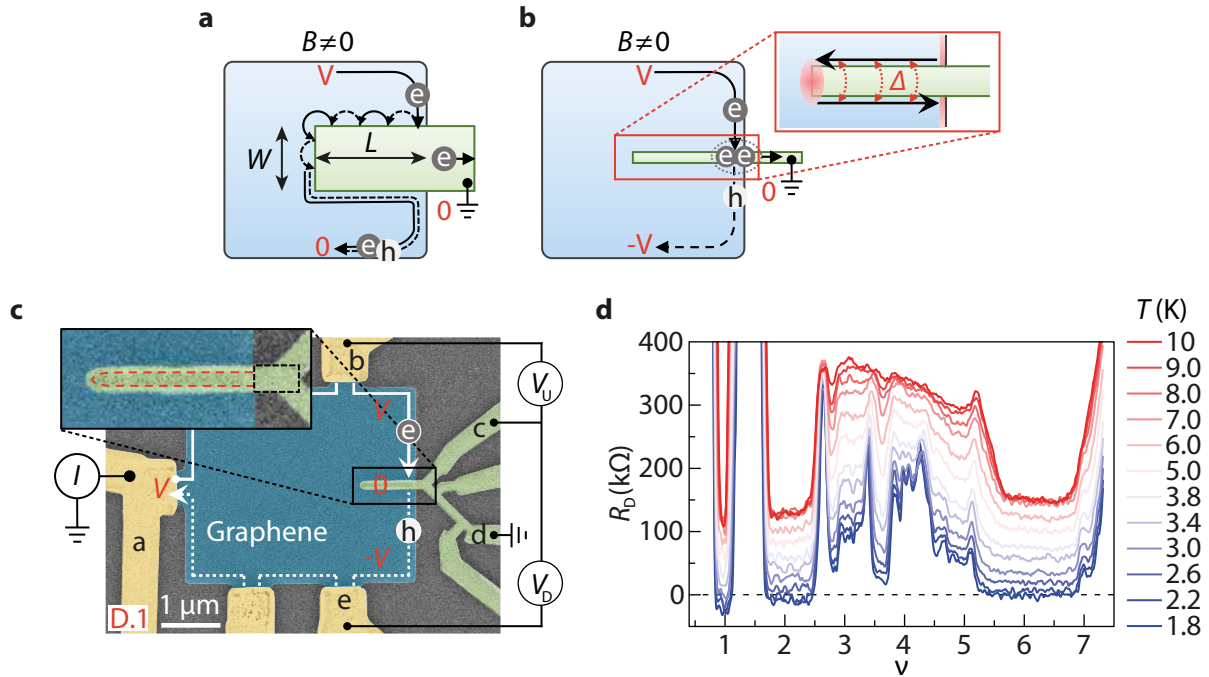 a
B≠0
V
e
W
L
e
0
0
e
h
b
B≠0
V
e
Δ
e
e
0
h
-V
c
b
V
e
c
V_U
I
V
0
a
Graphene
h
d
-V
e
V_D
D.1
1 μm
d
T (K)
R_D(kΩ)
400
300
200
100
0
1
2
3
4
5
6
7
ν
10
9.0
8.0
7.0
6.0
5.0
3.8
3.4
3.0
2.6
2.2
1.8